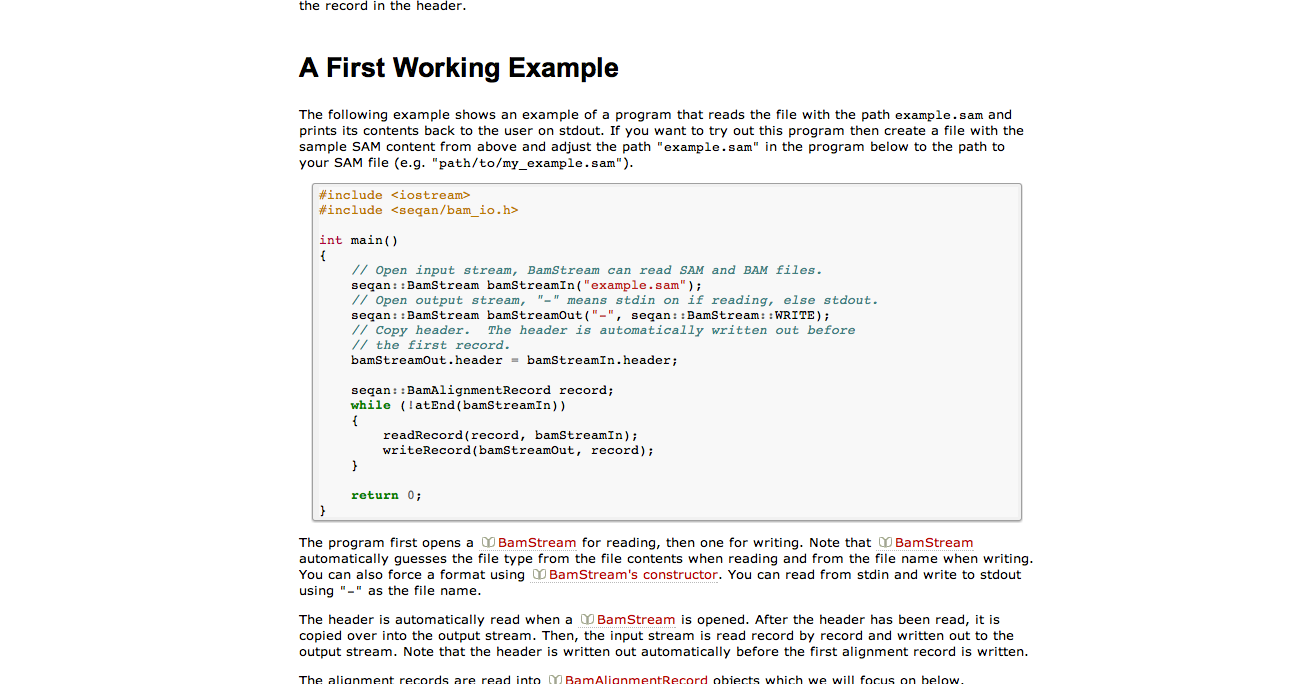 the record in the header.
A First Working Example
The following example shows an example of a program that reads the file with the path example.sam and
prints its contents back to the user on stdout. If you want to try out this program then create a file with the
sample SAM content from above and adjust the path "example.sam" in the program below to the path to
your SAM file (e.g. "path/to/my_example.sam").
#include <iostream>
#include <seqan/bam_io.h>
int main()
{
    // Open input stream, BamStream can read SAM and BAM files.
    seqan::BamStream bamStreamIn("example.sam");
    // Open output stream, "-" means stdin on if reading, else stdout.
    seqan::BamStream bamStreamOut("-", seqan::BamStream::WRITE);
    // Copy header.  The header is automatically written out before
    // the first record.
    bamStreamOut.header = bamStreamIn.header;
    seqan::BamAlignmentRecord record;
    while (!atEnd(bamStreamIn))
    {
        readRecord(record, bamStreamIn);
        writeRecord(bamStreamOut, record);
    }
    return 0;
}
The program first opens a BamStream for reading, then one for writing. Note that BamStream
automatically guesses the file type from the file contents when reading and from the file name when writing.
You can also force a format using BamStream's constructor. You can read from stdin and write to stdout
using "-" as the file name.
The header is automatically read when a BamStream is opened. After the header has been read, it is
copied over into the output stream. Then, the input stream is read record by record and written out to the
output stream. Note that the header is written out automatically before the first alignment record is written.
The alignment records are read into BamAlignmentRecord objects which we will focus on below.